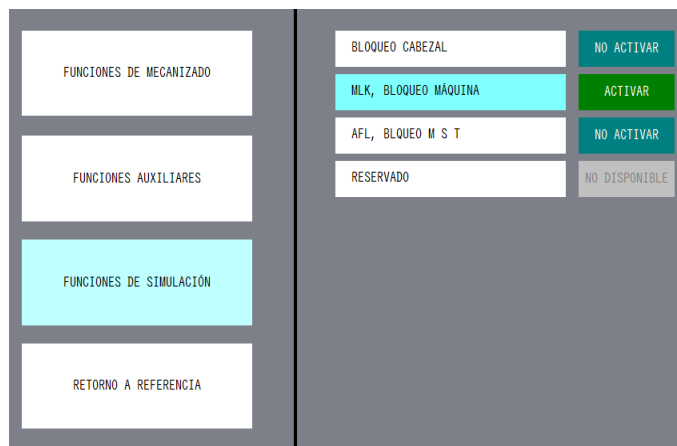 FUNCIONES DE MECANIZADO
FUNCIONES AUXILIARES
FUNCIONES DE SIMULACIÓN
RETORNO A REFERENCIA
BLOQUEO CABEZAL NO ACTIVAR
MLK, BLOQUEO MÁQUINA ACTIVAR
AFL, BLQUEO M S T NO ACTIVAR
RESERVADO NO DISPONIBLE